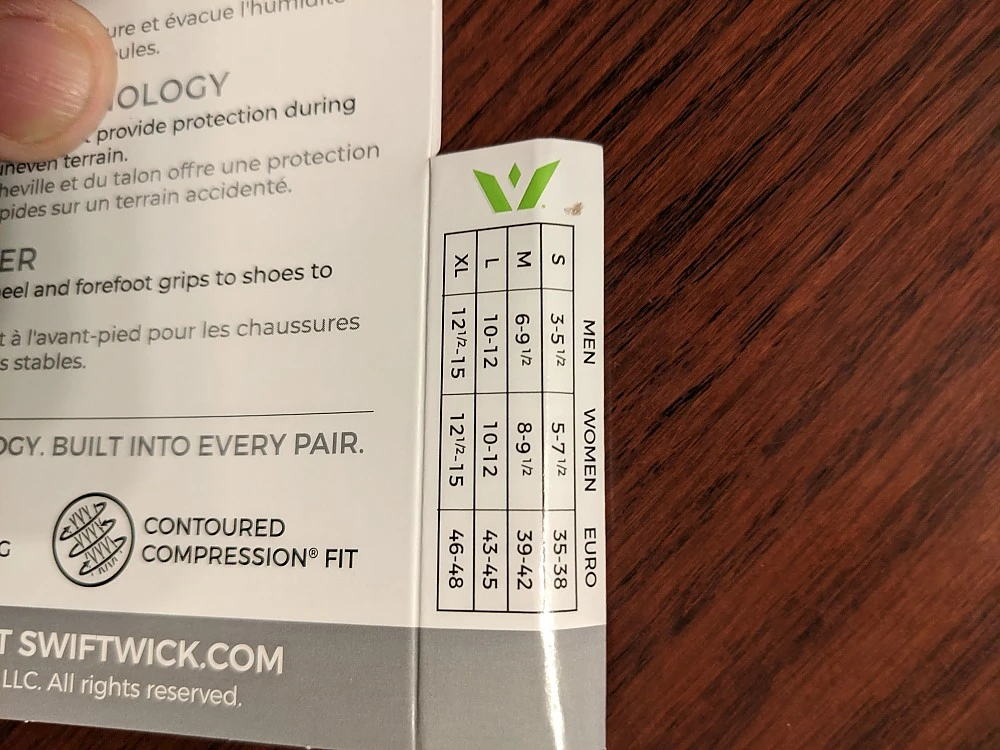 ure et évacue l'humidité
ules.
OLOGY
provide protection during
uneven terrain.
heville et du talon offre une protection
pides sur un terrain accidenté.
ER
eel and forefoot grips to shoes to
t à l'avant-pied pour les chaussures
s stables.
OGY. BUILT INTO EVERY PAIR.
G
CONTOURED
COMPRESSION® FIT
T SWIFTWICK.COM
LLC. All rights reserved.
MEN WOMEN EURO
S 3-5 1/2 5-7 1/2 35-38
M 6-9 1/2 8-9 1/2 39-42
L 10-12 10-12 43-45
XL 12 1/2-15 12 1/2-15 46-48